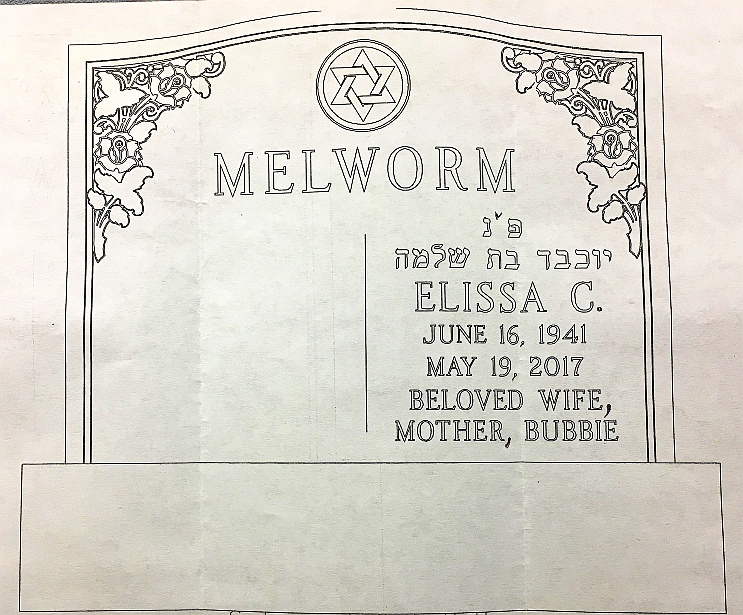 MELWORM
פ״נ
יוכבד בת שלמה
ELISSA C.
JUNE 16, 1941
MAY 19, 2017
BELOVED WIFE,
MOTHER, BUBBIE